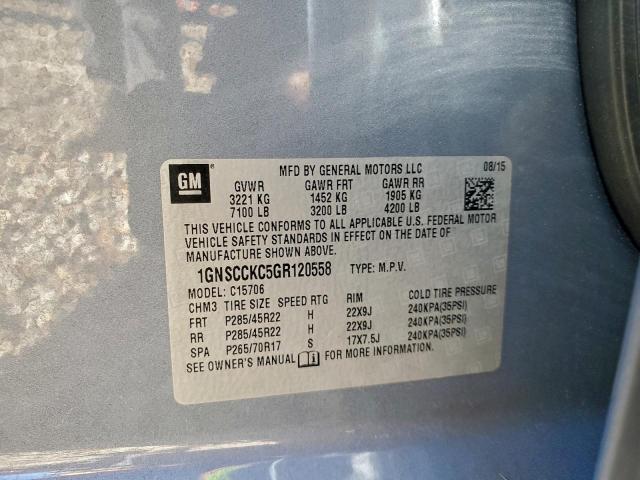 GM ® MFD BY GENERAL MOTORS LLC 08/15
GVWR GAWR FRT GAWR RR
3221 KG 1452 KG 1905 KG
7100 LB 3200 LB 4200 LB
THIS VEHICLE CONFORMS TO ALL APPLICABLE U.S. FEDERAL MOTOR
VEHICLE SAFETY STANDARDS IN EFFECT ON THE DATE OF
MANUFACTURE SHOWN ABOVE.
1GNSCCKC5GR120558 TYPE: M.P.V.
MODEL: C15706
CHM3 TIRE SIZE SPEED RTG RIM COLD TIRE PRESSURE
FRT P285/45R22 H 22X9J 240KPA(35PSI)
RR P285/45R22 H 22X9J 240KPA(35PSI)
SPA P265/70R17 S 17X7.5J 240KPA(35PSI)
SEE OWNER'S MANUAL FOR MORE INFORMATION.